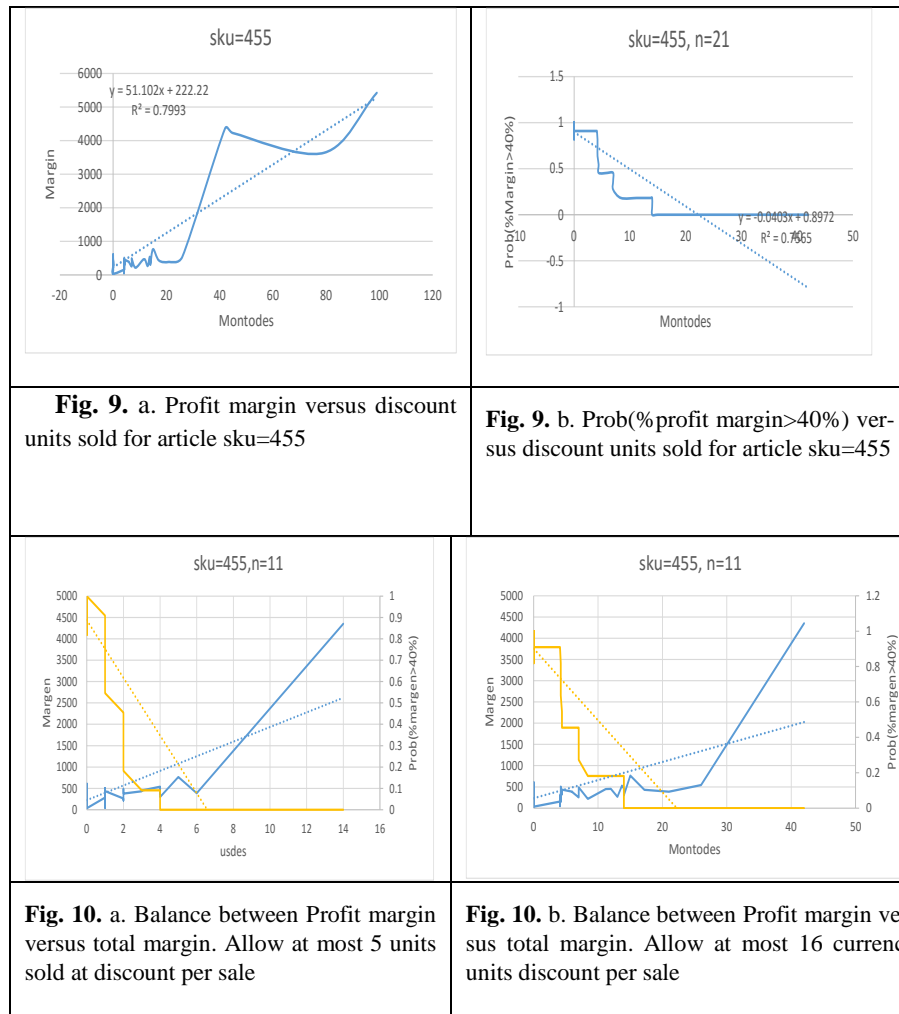 sku=455
6000
5000
4000
3000
2000
1000
0
-20
0
20
40
60
80
100
120
y = 51.102x + 222.22
R² = 0.7993
Margin
Montodes
sku=455, n=21
1.5
1
0.5
0
-0.5
-1
-10
0
10
20
30
40
50
y = -0.0403x + 0.8972
R² = 0.7565
Prob(%Margin>40%)
Montodes
Fig. 9. a. Profit margin versus discount
units sold for article sku=455
Fig. 9. b. Prob(%profit margin>40%) ver-
sus discount units sold for article sku=455
sku=455,n=11
5000
4500
4000
3500
3000
2500
2000
1500
1000
500
0
0
2
4
6
8
10
12
14
16
1
0.9
0.8
0.7
0.6
0.5
0.4
0.3
0.2
0.1
0
Margen
Prob(%margen>40%)
usdes
sku=455, n=11
5000
4500
4000
3500
3000
2500
2000
1500
1000
500
0
0
10
20
30
40
50
1.2
1
0.8
0.6
0.4
0.2
0
Margen
Prob(%margen>40%)
Montodes
Fig. 10. a. Balance between Profit margin
versus total margin. Allow at most 5 units
sold at discount per sale
Fig. 10. b. Balance between Profit margin ve
sus total margin. Allow at most 16 currenc
units discount per sale